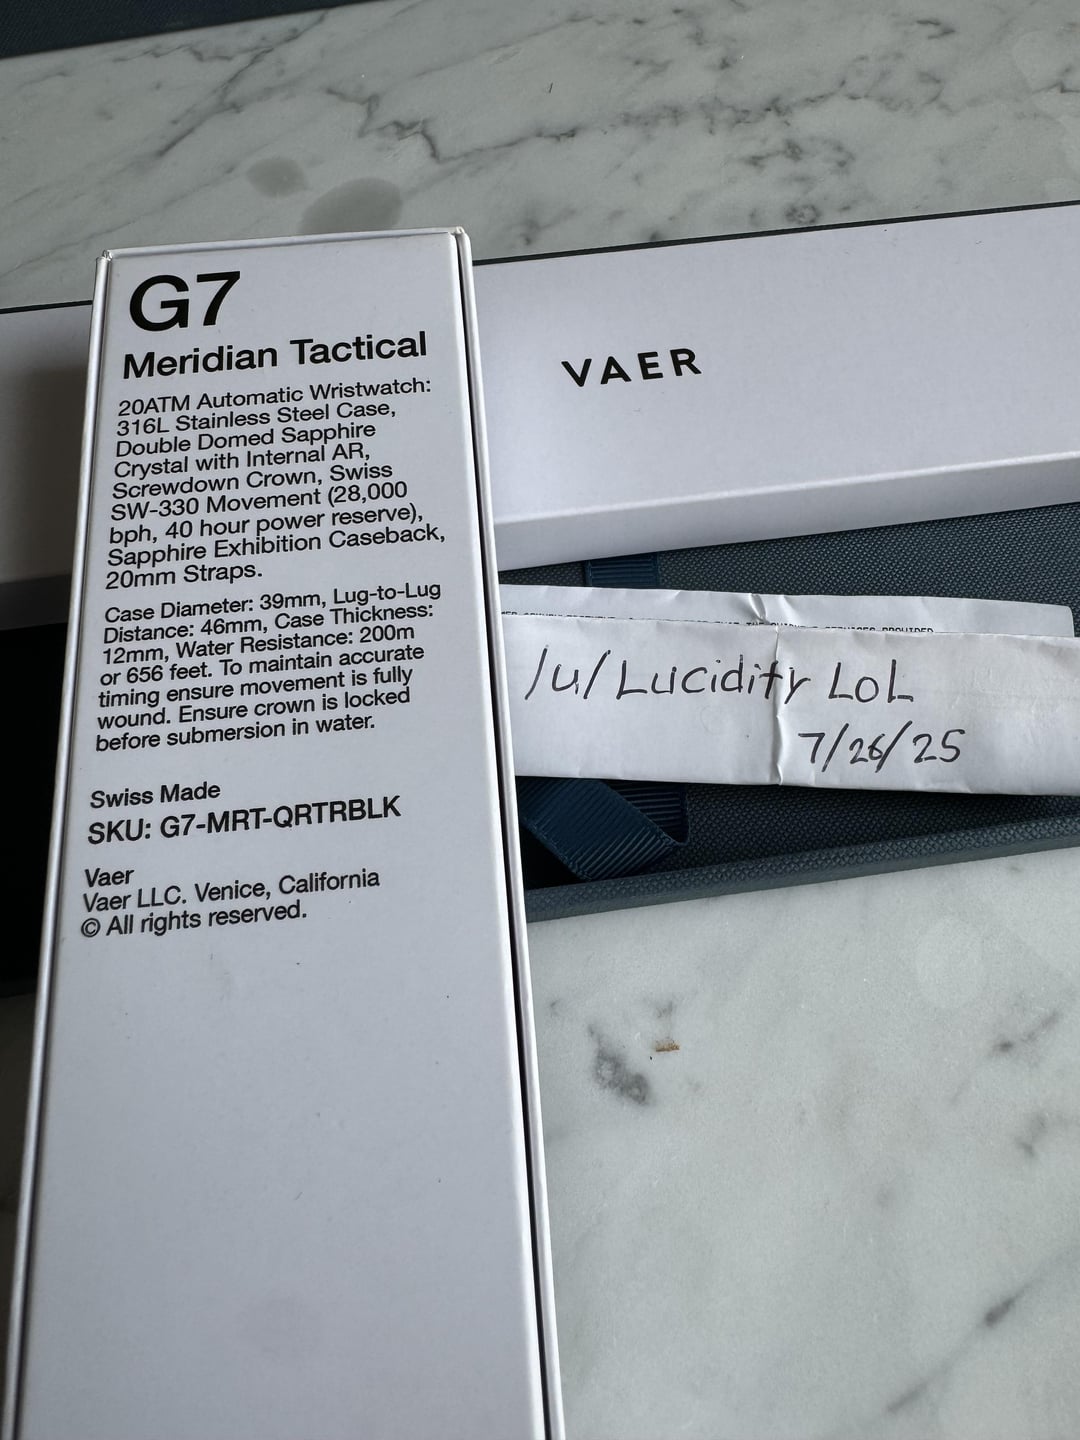 G7
Meridian Tactical
20ATM Automatic Wristwatch:
316L Stainless Steel Case,
Double Domed Sapphire
Crystal with Internal AR,
Screwdown Crown, Swiss
SW-330 Movement (28,000
bph, 40 hour power reserve),
Sapphire Exhibition Caseback,
20mm Straps.
Case Diameter: 39mm, Lug-to-Lug
Distance: 46mm, Case Thickness:
12mm, Water Resistance: 200m
or 656 feet. To maintain accurate
timing ensure movement is fully
wound. Ensure crown is locked
before submersion in water.
Swiss Made
SKU: G7-MRT-QRTRBLK
Vaer
Vaer LLC. Venice, California
© All rights reserved.
VAER
/u/ Lucidity LoL
7/26/25